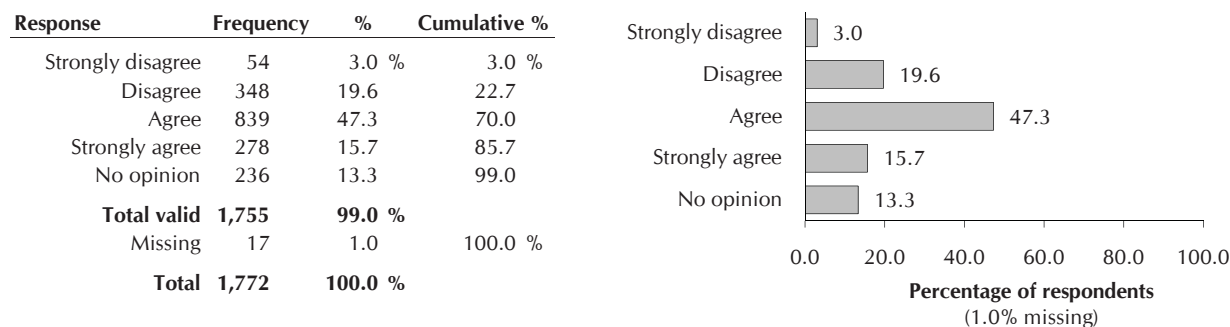 Response Frequency % Cumulative %
Strongly disagree 54 3.0 % 3.0 %
Disagree 348 19.6 22.7
Agree 839 47.3 70.0
Strongly agree 278 15.7 85.7
No opinion 236 13.3 99.0
Total valid 1,755 99.0 %
Missing 17 1.0 100.0 %
Total 1,772 100.0 %
Strongly disagree 3.0
Disagree 19.6
Agree 47.3
Strongly agree 15.7
No opinion 13.3
0.0 20.0 40.0 60.0 80.0 100.0
Percentage of respondents
(1.0% missing)